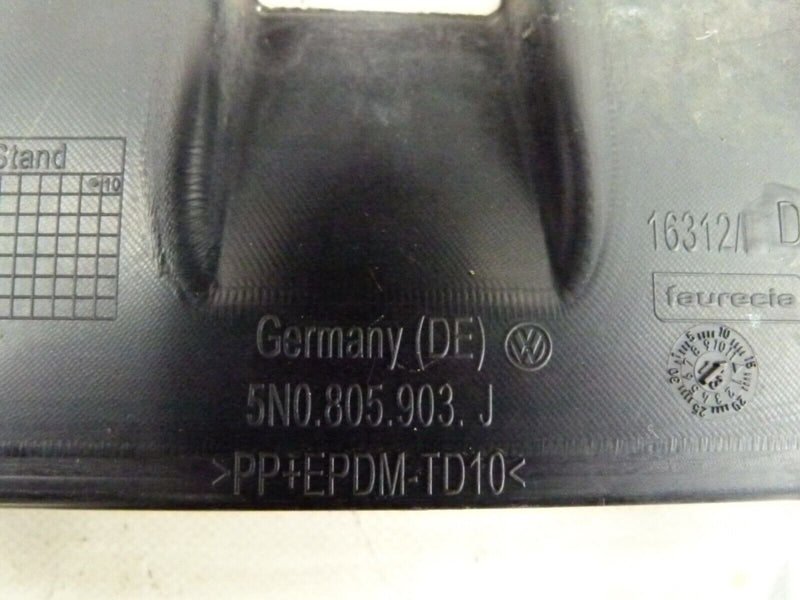 Stand
10
16312/ D
faurecia
Germany (DE)
5N0.805.903. J
>PP+EPDM-TD10<